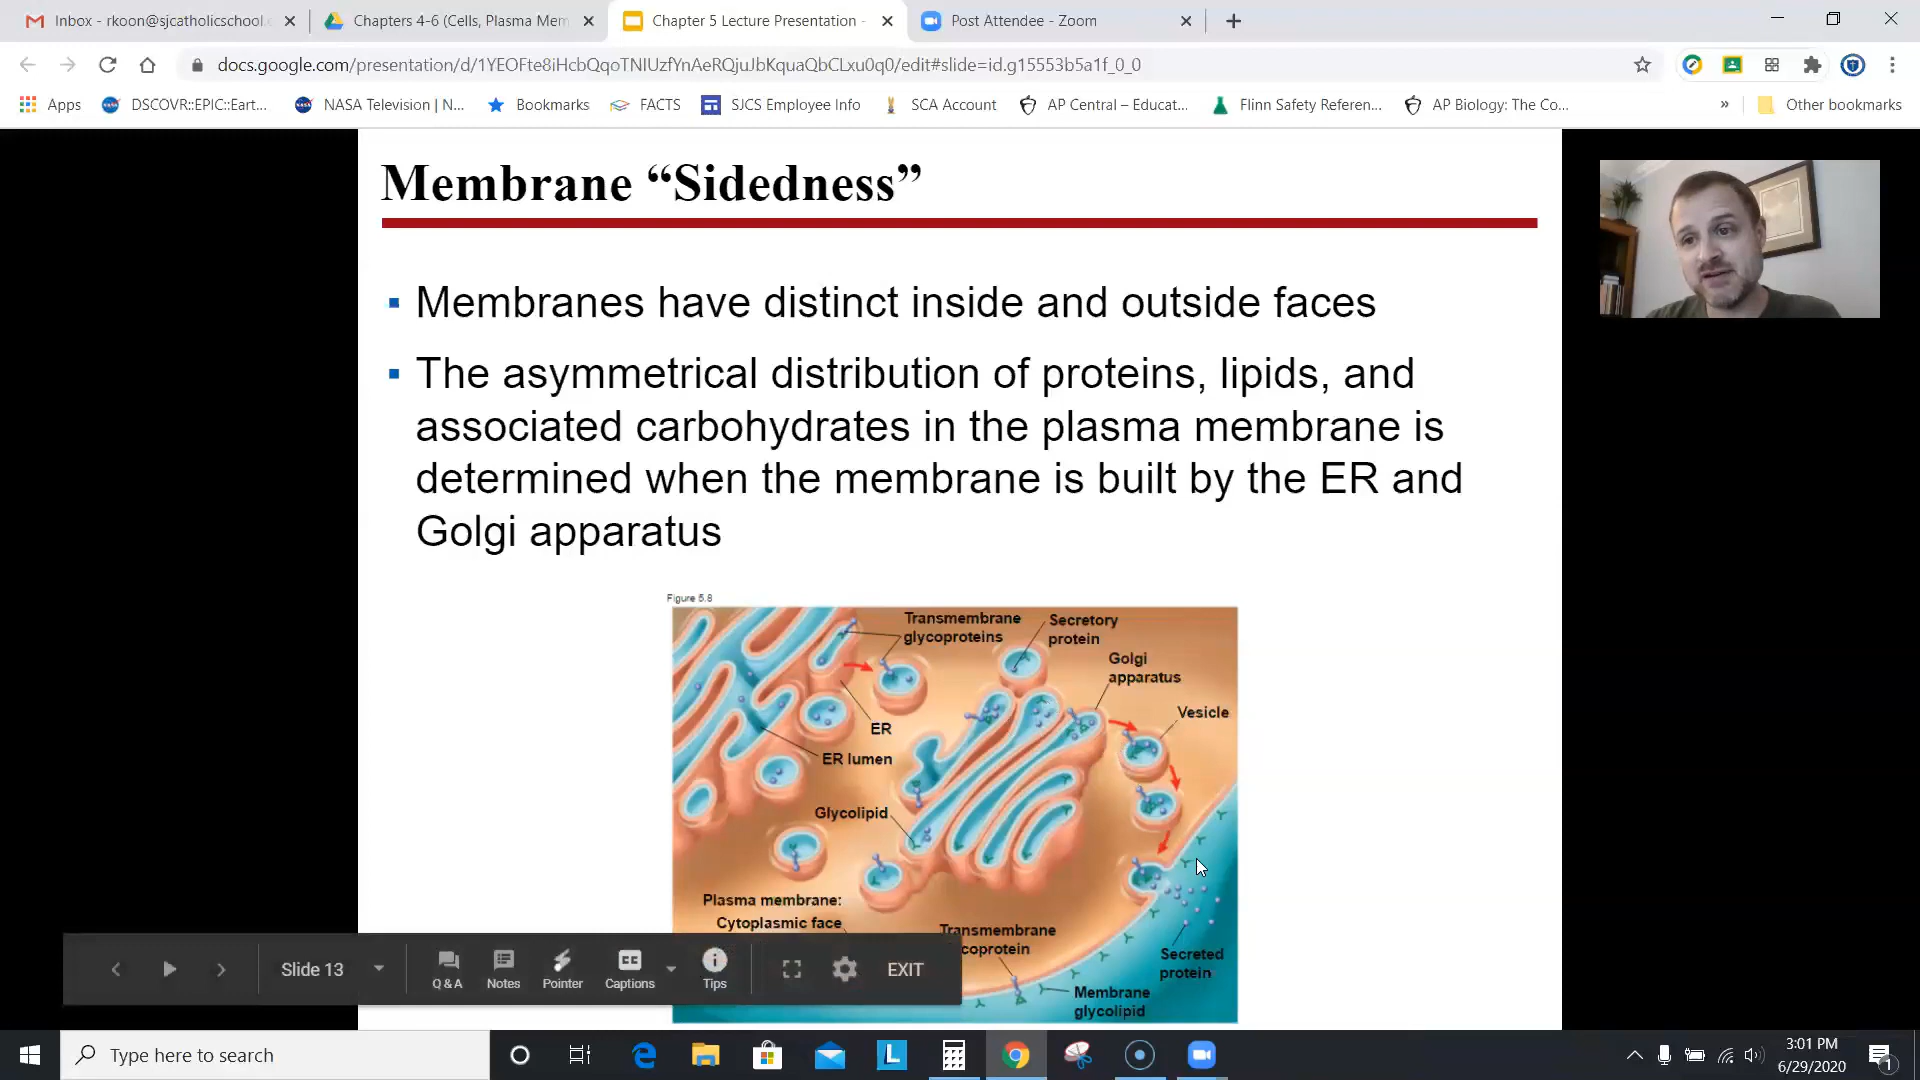 Inbox - rkoon@sjcatholicschool.
Chapters 4-6 (Cells, Plasma Mem
Chapter 5 Lecture Presentation -
Post Attendee - Zoom
docs.google.com/presentation/d/1YEOFte8iHcbQqoTNIUzfYnAeRQjuJbKquaQbCLxu0q0/edit#slide=id.g15553b5a1f_0_0
Apps
DSCOVR::EPIC::Eart...
NASA Television | N...
Bookmarks
FACTS
SJCS Employee Info
SCA Account
AP Central – Educat...
Flinn Safety Referen...
AP Biology: The Co...
»
Other bookmarks
Membrane “Sidedness”
Membranes have distinct inside and outside faces
The asymmetrical distribution of proteins, lipids, and
associated carbohydrates in the plasma membrane is
determined when the membrane is built by the ER and
Golgi apparatus
Figure 5.8
Transmembrane
glycoproteins
Secretory
protein
Golgi
apparatus
Vesicle
ER
ER lumen
Glycolipid
Plasma membrane:
Cytoplasmic face
Transmembrane
coprotein
Secreted
protein
Membrane
glycolipid
Slide 13
Q & A
Notes
Pointer
CC
Captions
Tips
EXIT
Type here to search
L
3:01 PM
6/29/2020
1